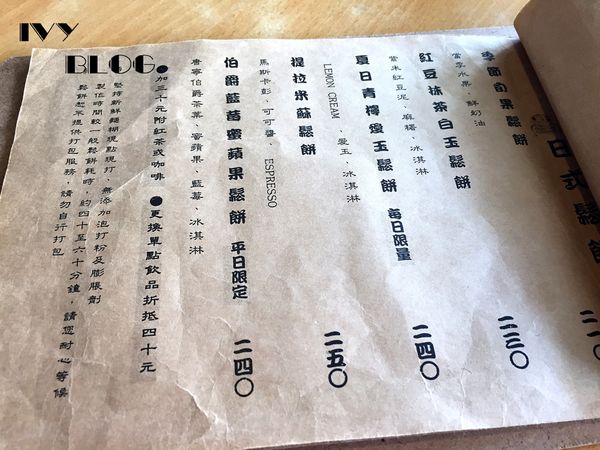 IVY
BLOG
日式鬆
季節旬果鬆餅 二一〇
當季水果、鮮奶油
紅豆抹茶白玉鬆餅 二三〇
紅豆泥、麻糬、冰淇淋
夏日青檸愛玉鬆餅 每日限量 二四〇
LEMON CREAM、愛玉、冰淇淋
提拉米蘇鬆餅 二五〇
馬斯卡彭、可可醬、ESPRESSO
伯爵藍莓蜜蘋果鬆餅 平日限定 二四〇
唐寧伯爵茶葉、蜜蘋果、藍莓、冰淇淋
●加三十元附紅茶或咖啡 ●更換單點飲品折抵四十元
堅持新鮮麵糊現點現打,無添加泡打粉及膨脹劑
製作時間較一般鬆餅耗時,約四十至六十分鐘,請您耐心等候
鬆餅恕不提供打包服務,請勿自行打包